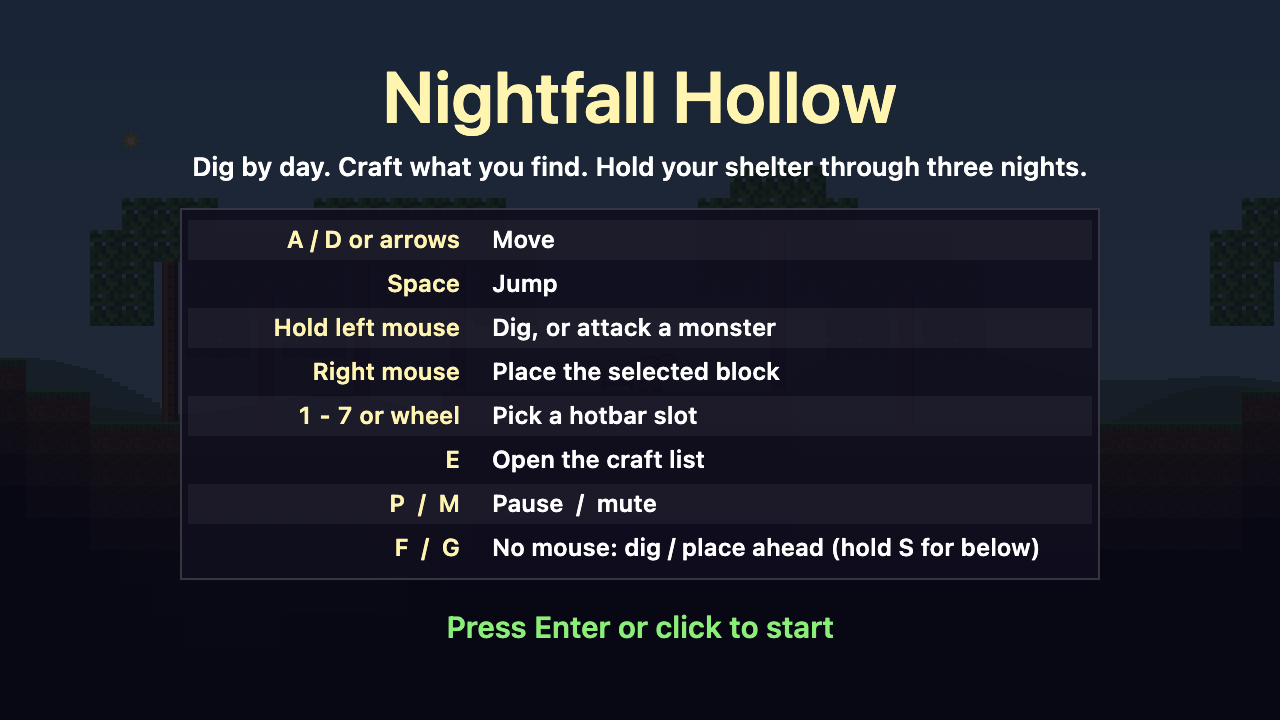 Nightfall Hollow
Dig by day. Craft what you find. Hold your shelter through three nights.
A / D or arrows Move
Space Jump
Hold left mouse Dig, or attack a monster
Right mouse Place the selected block
1 - 7 or wheel Pick a hotbar slot
E Open the craft list
P / M Pause / mute
F / G No mouse: dig / place ahead (hold S for below)
Press Enter or click to start